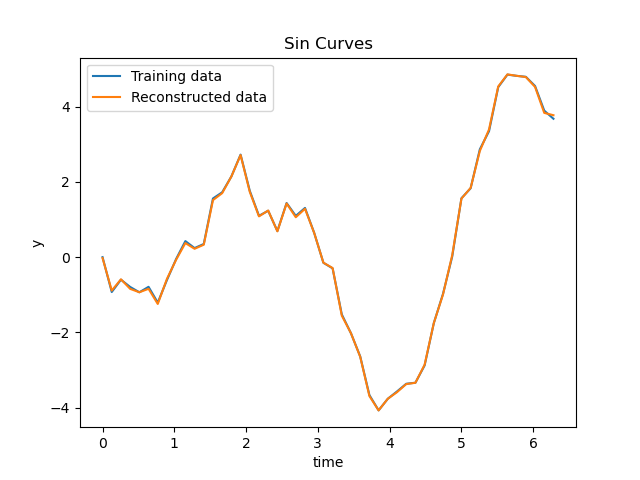 Sin Curves
Training data
Reconstructed data
4
2
0
−2
−4
y
0 1 2 3 4 5 6
time